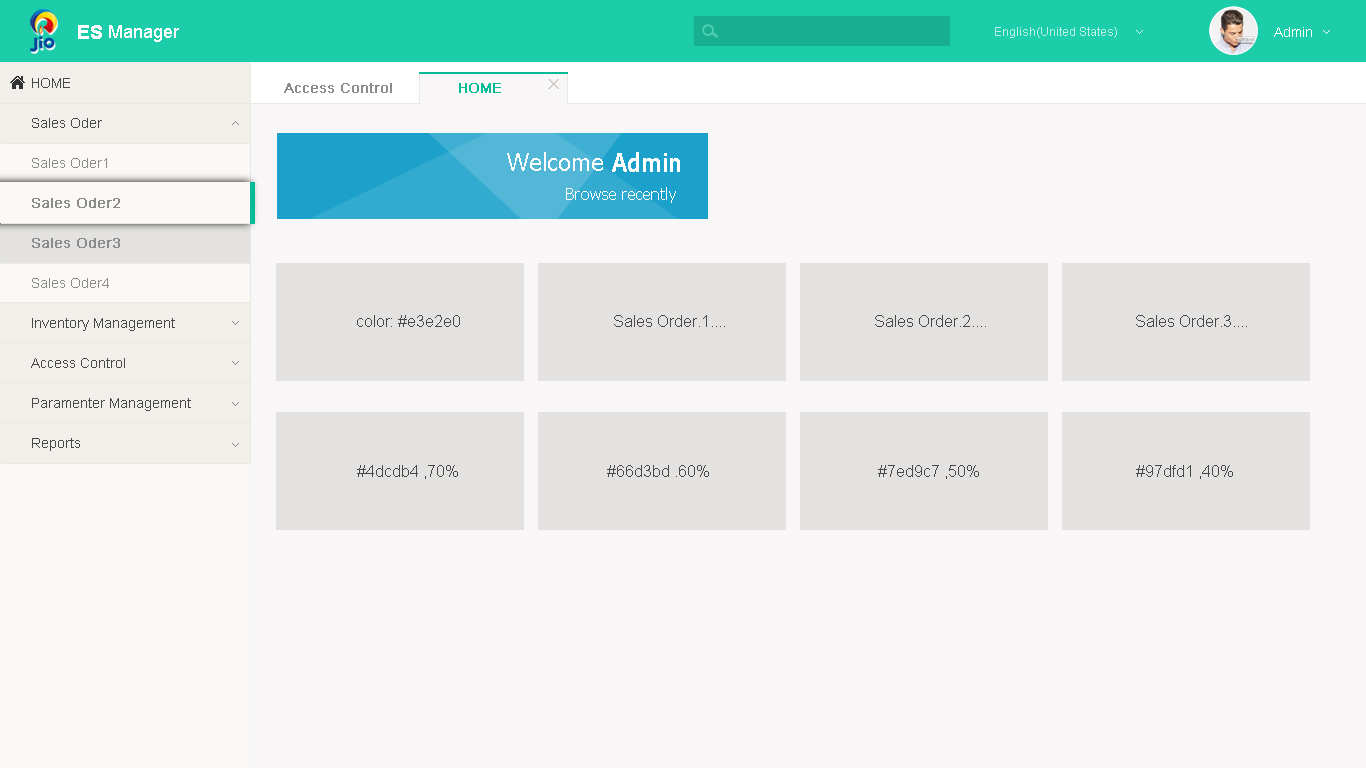 Jio
ES Manager
English(United States)
Admin
HOME
Sales Oder
Sales Oder1
Sales Oder2
Sales Oder3
Sales Oder4
Inventory Management
Access Control
Paramenter Management
Reports
Access Control
HOME
Welcome Admin
Browse recently
color: #e3e2e0
Sales Order.1....
Sales Order.2....
Sales Order.3....
#4dcdb4 ,70%
#66d3bd .60%
#7ed9c7 ,50%
#97dfd1 ,40%